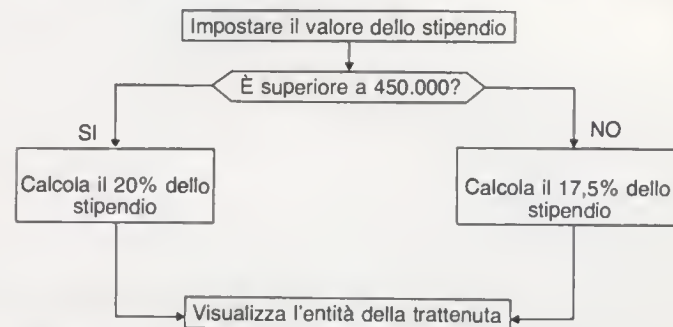 Impostare il valore dello stipendio
È superiore a 450.000?
SI
NO
Calcola il 20% dello
stipendio
Calcola il 17,5% dello
stipendio
Visualizza l'entità della trattenuta